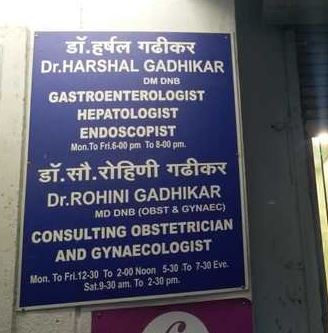 डॉ.हर्षल गढीकर
Dr.HARSHAL GADHIKAR
DM DNB
GASTROENTEROLOGIST
HEPATOLOGIST
ENDOSCOPIST
Mon.To Fri.6-00 pm To 8-00 pm.
डॉ.सौ.रोहिणी गढीकर
Dr.ROHINI GADHIKAR
MD DNB (OBST & GYNAEC)
CONSULTING OBSTETRICIAN
AND GYNAECOLOGIST
Mon. To Fri.12-30 To 2-00 Noon 5-30 To 7-30 Eve.
Sat.9-30 am. To 2-30 pm.